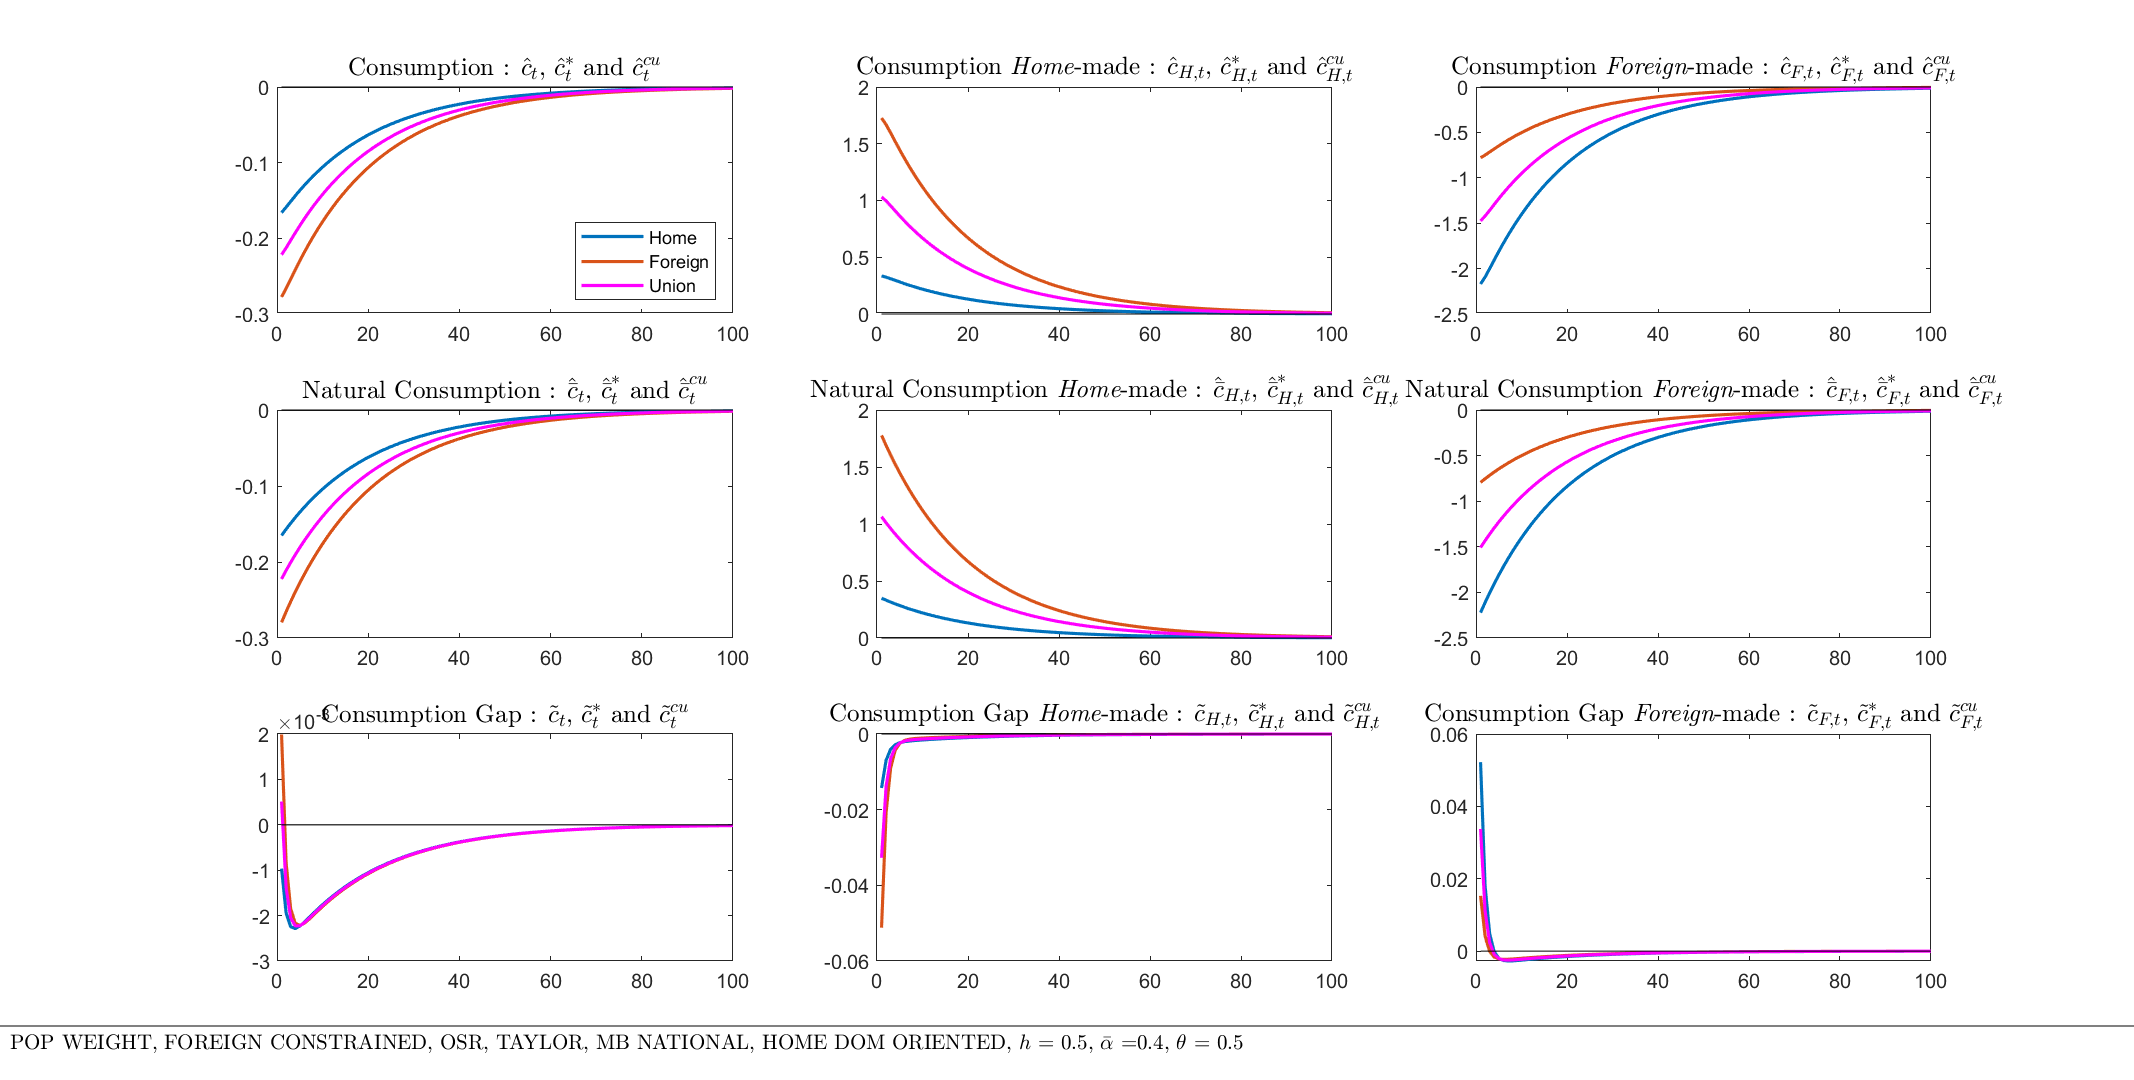 Consumption : ĉ_t, ĉ*_t and ĉ^cu_t
0
-0.1
-0.2
-0.3
0 20 40 60 80 100
Home
Foreign
Union
Consumption Home-made : ĉ_H,t, ĉ*_H,t and ĉ^cu_H,t
2
1.5
1
0.5
0
0 20 40 60 80 100
Consumption Foreign-made : ĉ_F,t, ĉ*_F,t and ĉ^cu_F,t
0
-0.5
-1
-1.5
-2
-2.5
0 20 40 60 80 100
Natural Consumption : ĉ̄_t, ĉ̄*_t and ĉ̄^cu_t
0
-0.1
-0.2
-0.3
0 20 40 60 80 100
Natural Consumption Home-made : ĉ̄_H,t, ĉ̄*_H,t and ĉ̄^cu_H,t
2
1.5
1
0.5
0
0 20 40 60 80 100
Natural Consumption Foreign-made : ĉ̄_F,t, ĉ̄*_F,t and ĉ̄^cu_F,t
0
-0.5
-1
-1.5
-2
-2.5
0 20 40 60 80 100
Consumption Gap : c̃_t, c̃*_t and c̃^cu_t
2
1
0
-1
-2
-3
0 20 40 60 80 100
Consumption Gap Home-made : c̃_H,t, c̃*_H,t and c̃^cu_H,t
0
-0.02
-0.04
-0.06
0 20 40 60 80 100
Consumption Gap Foreign-made : c̃_F,t, c̃*_F,t and c̃^cu_F,t
0.06
0.04
0.02
0
0 20 40 60 80 100
POP WEIGHT, FOREIGN CONSTRAINED, OSR, TAYLOR, MB NATIONAL, HOME DOM ORIENTED, h = 0.5, ᾱ =0.4, θ = 0.5